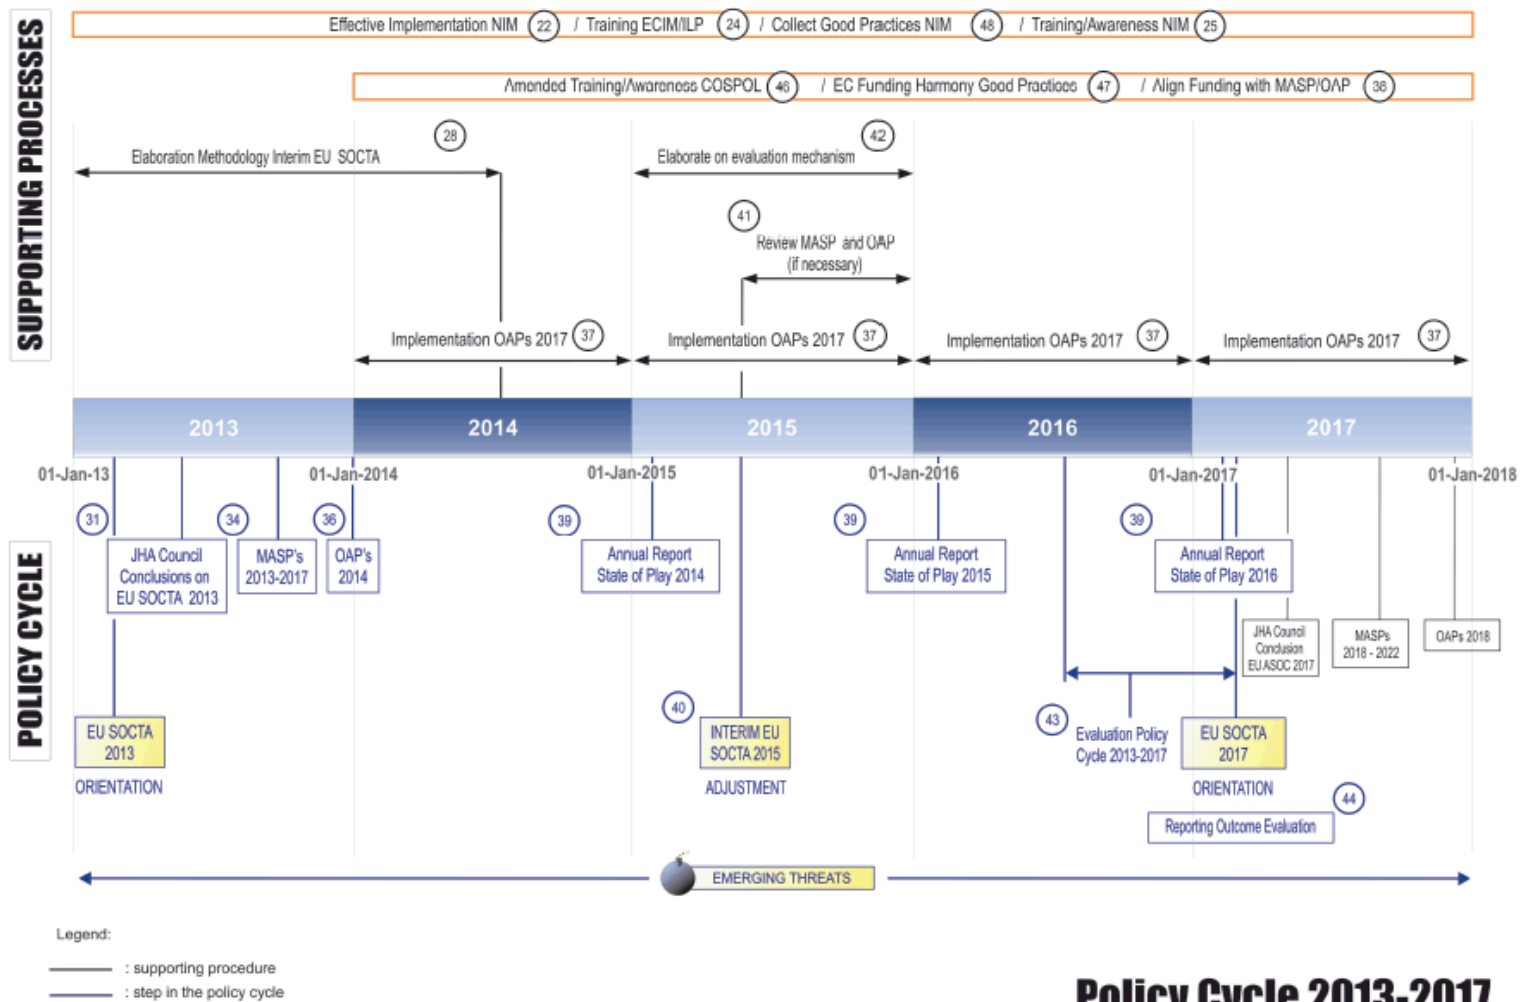 SUPPORTING PROCESSES
Effective Implementation NIM 22 / Training ECIM/ILP 24 / Collect Good Practices NIM 48 / Training/Awareness NIM 25
Amended Training/Awareness COSPOL 46 / EC Funding Harmony Good Practices 47 / Align Funding with MASP/OAP 38
28
Elaboration Methodology Interim EU SOCTA
42
Elaborate on evaluation mechanism
41
Review MASP and OAP
(if necessary)
Implementation OAPs 2017 37
Implementation OAPs 2017 37
Implementation OAPs 2017 37
Implementation OAPs 2017 37
2013
2014
2015
2016
2017
01-Jan-13
01-Jan-2014
01-Jan-2015
01-Jan-2016
01-Jan-2017
01-Jan-2018
POLICY CYCLE
31
JHA Council
Conclusions on
EU SOCTA 2013
34
MASP's
2013-2017
36
OAP's
2014
39
Annual Report
State of Play 2014
39
Annual Report
State of Play 2015
39
Annual Report
State of Play 2016
JHA Council
Conclusion
EU ASOC 2017
MASPs
2018 - 2022
OAPs 2018
EU SOCTA
2013
ORIENTATION
40
INTERIM EU
SOCTA 2015
ADJUSTMENT
43
Evaluation Policy
Cycle 2013-2017
EU SOCTA
2017
ORIENTATION
44
Reporting Outcome Evaluation
EMERGING THREATS
Legend:
: supporting procedure
: step in the policy cycle
Policy Cycle 2013-2017